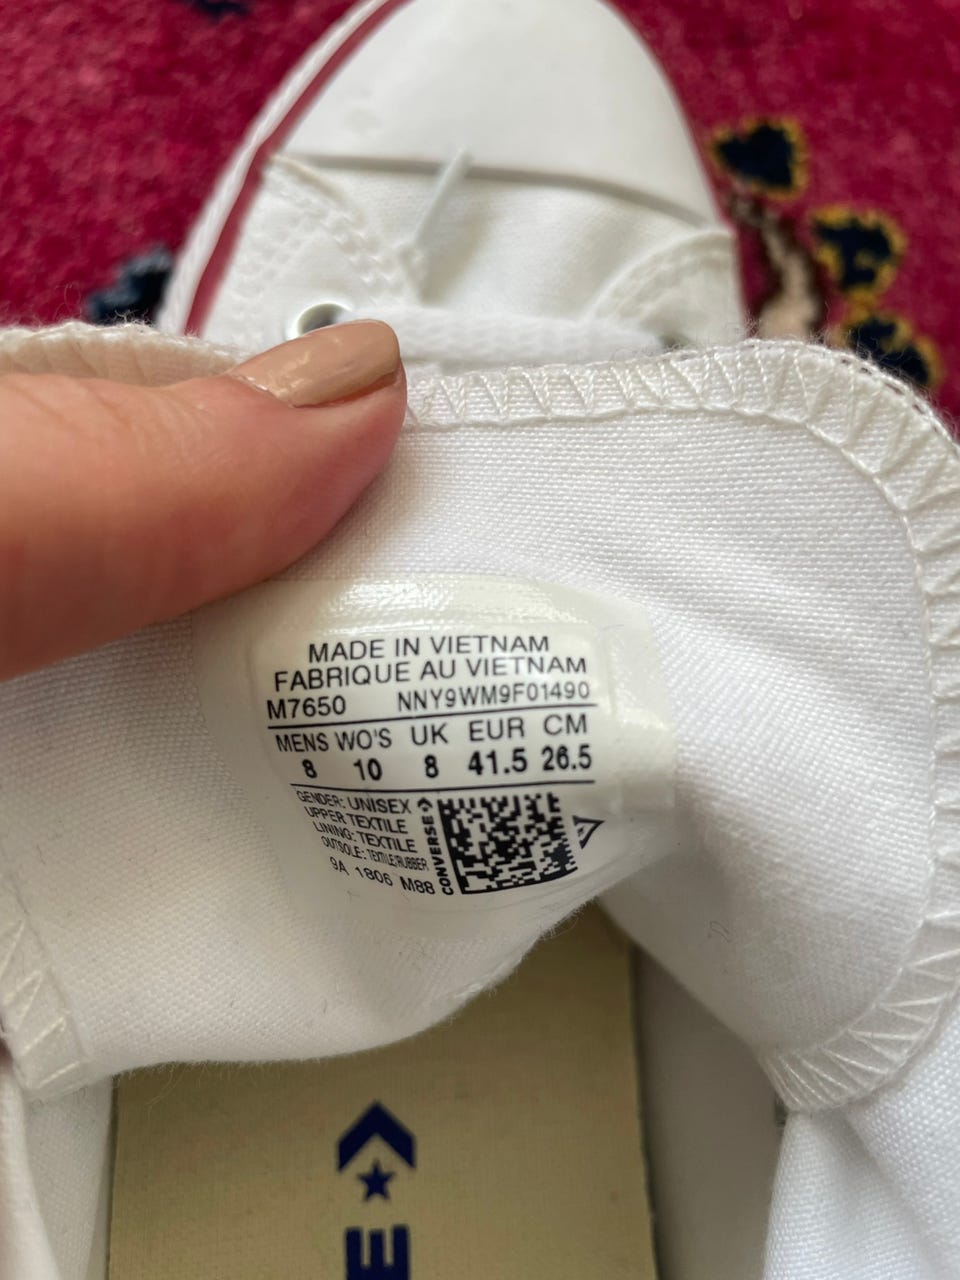 MADE IN VIETNAM
FABRIQUE AU VIETNAM
M7650 NNY9WM9F01490
MENS WO'S UK EUR CM
8 10 8 41.5 26.5
GENDER: UNISEX
UPPER TEXTILE
LINING: TEXTILE
OUTSOLE: TEXTILE/RUBBER
9A 1806 M88
CONVERSE
E